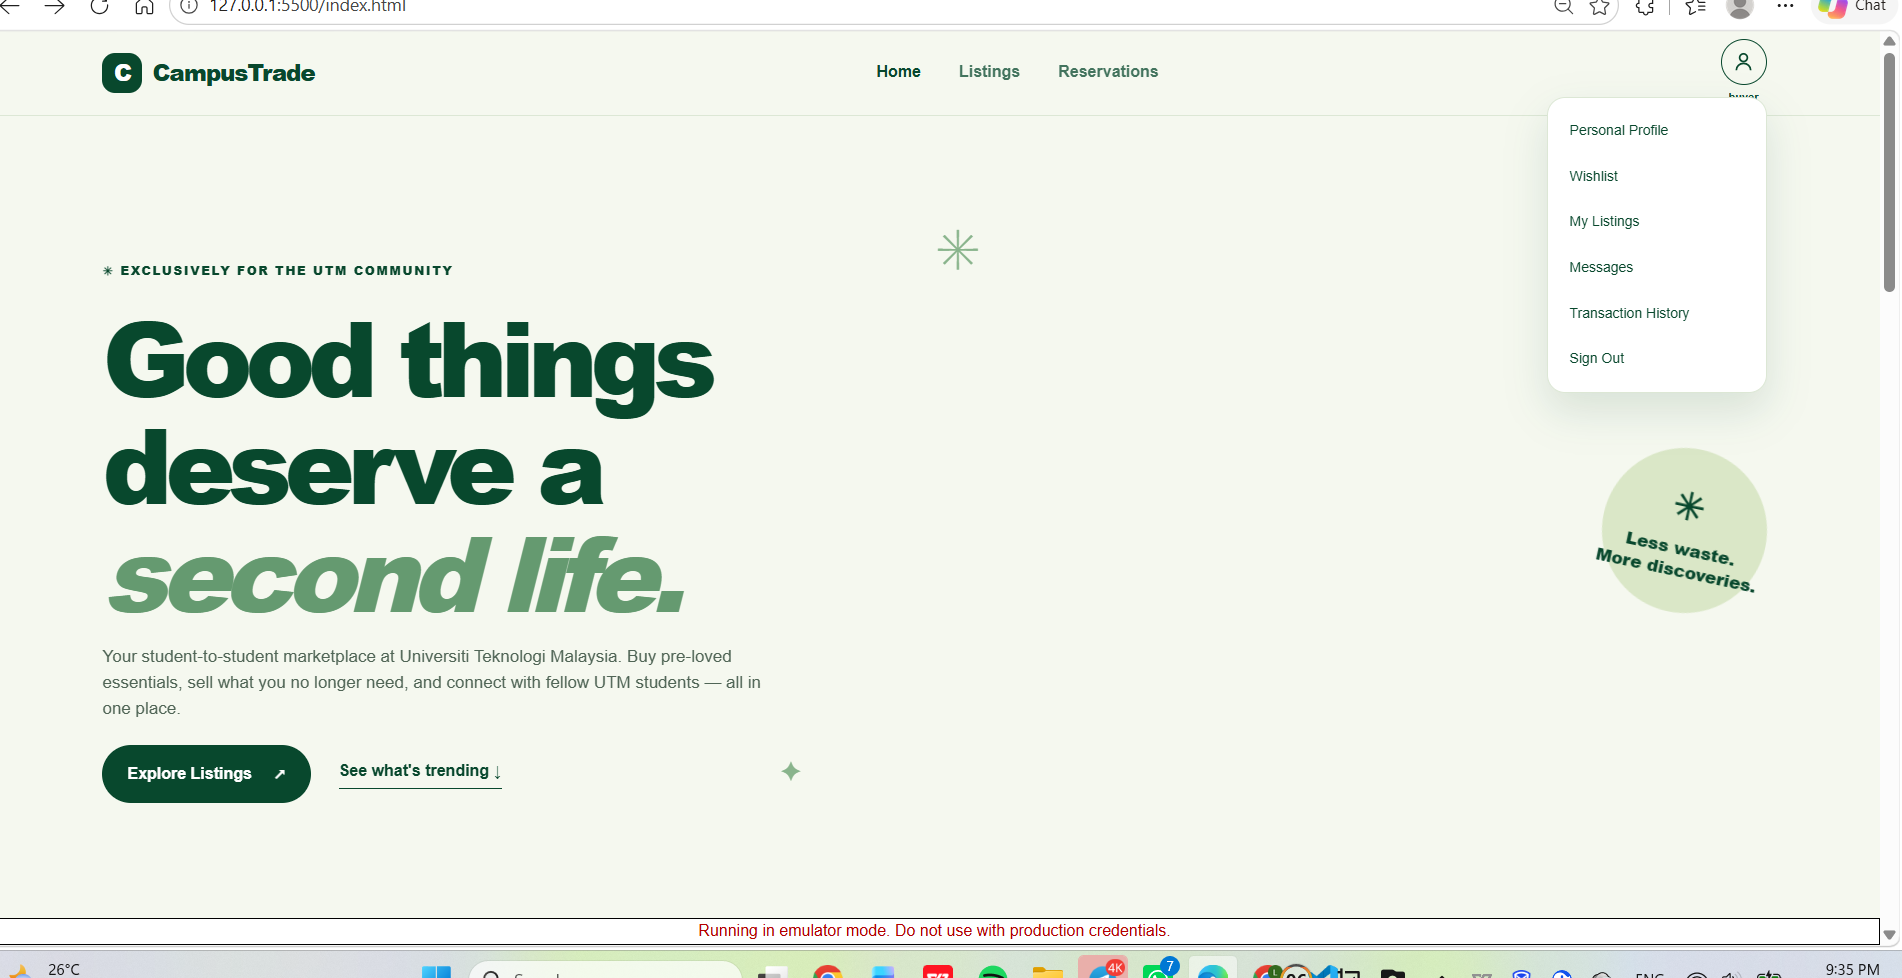 127.0.0.1:5500/index.html
Chat
C CampusTrade
Home Listings Reservations
buyer
Personal Profile
Wishlist
My Listings
Messages
Transaction History
Sign Out
✳ EXCLUSIVELY FOR THE UTM COMMUNITY
Good things
deserve a
second life.
Less waste.
More discoveries.
Your student-to-student marketplace at Universiti Teknologi Malaysia. Buy pre-loved
essentials, sell what you no longer need, and connect with fellow UTM students — all in
one place.
Explore Listings ↗
See what's trending ↓
Running in emulator mode. Do not use with production credentials.
26°C
4K
7
9:35 PM